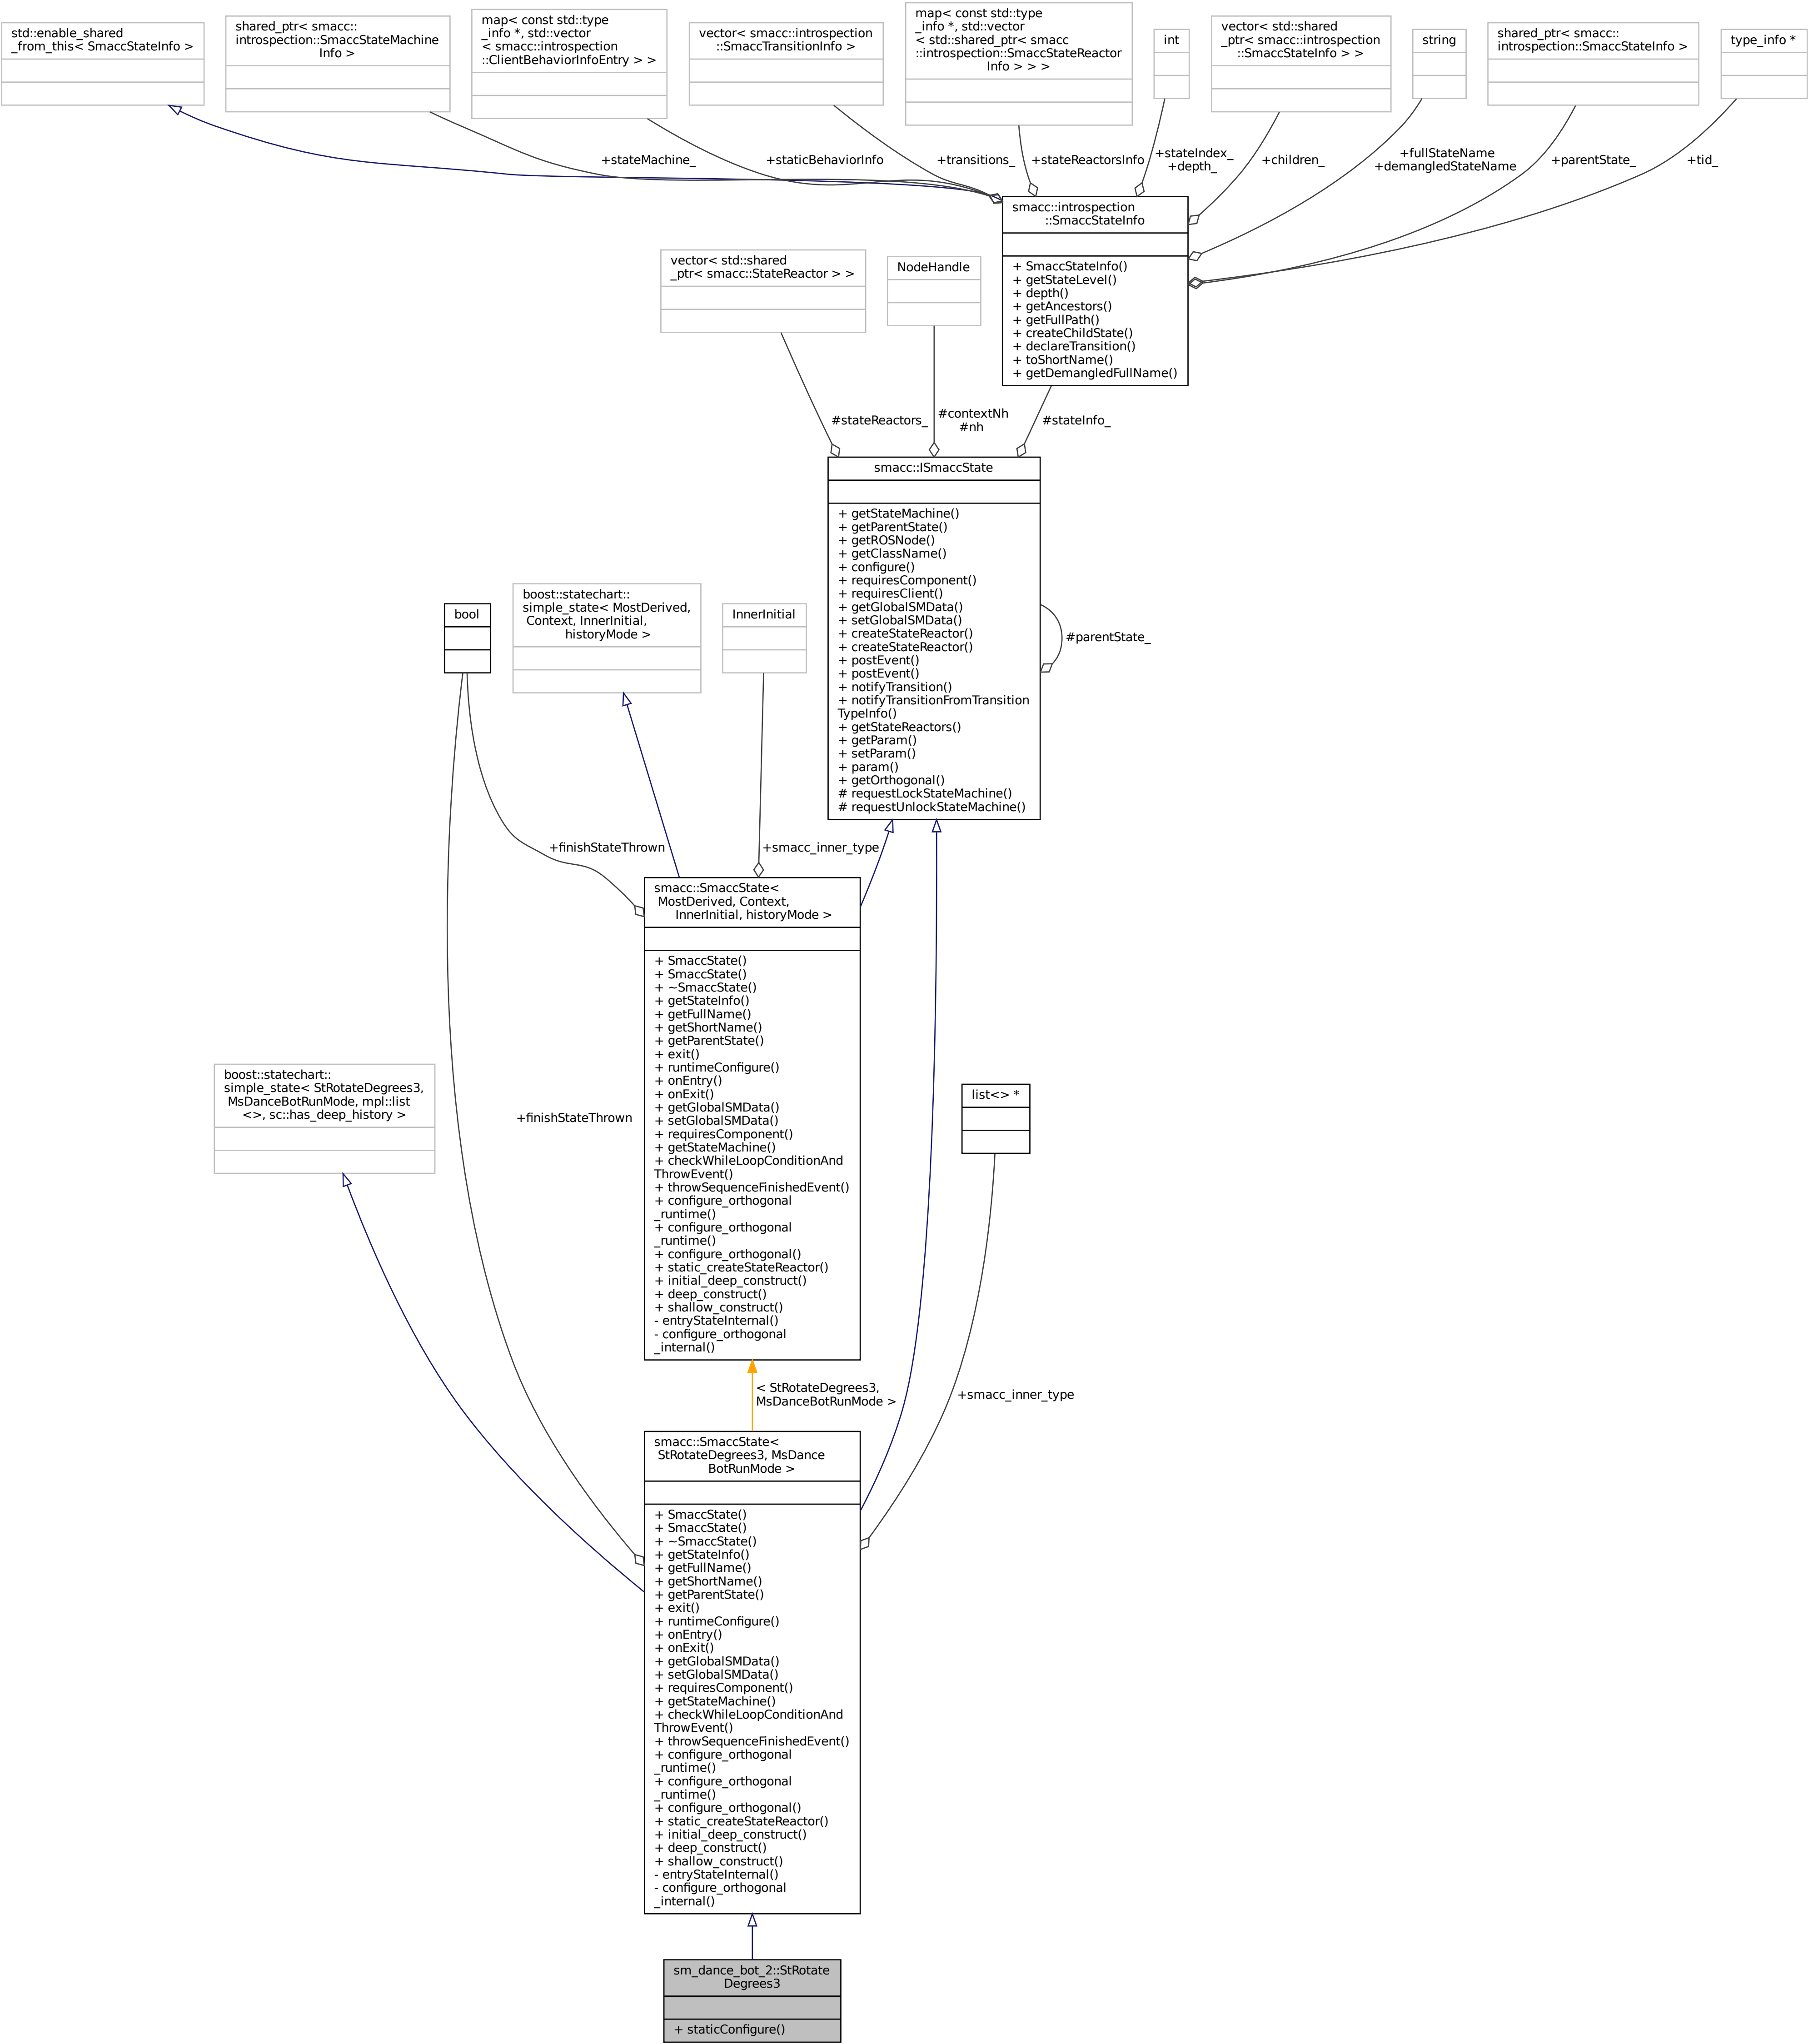 std::enable_shared
_from_this< SmaccStateInfo >
shared_ptr< smacc::
introspection::SmaccStateMachine
Info >
map< const std::type
_info *, std::vector
< smacc::introspection
::ClientBehaviorInfoEntry > >
vector< smacc::introspection
::SmaccTransitionInfo >
map< const std::type
_info *, std::vector
< std::shared_ptr< smacc
::introspection::SmaccStateReactor
Info > > >
int
vector< std::shared
_ptr< smacc::introspection
::SmaccStateInfo > >
string
shared_ptr< smacc::
introspection::SmaccStateInfo >
type_info *
+stateMachine_
+staticBehaviorInfo
+transitions_
+stateReactorsInfo
+stateIndex_
+depth_
+children_
+fullStateName
+demangledStateName
+parentState_
+tid_
smacc::introspection
::SmaccStateInfo
+ SmaccStateInfo()
+ getStateLevel()
+ depth()
+ getAncestors()
+ getFullPath()
+ createChildState()
+ declareTransition()
+ toShortName()
+ getDemangledFullName()
vector< std::shared
_ptr< smacc::StateReactor > >
NodeHandle
#stateReactors_
#contextNh
#nh
#stateInfo_
smacc::ISmaccState
+ getStateMachine()
+ getParentState()
+ getROSNode()
+ getClassName()
+ configure()
+ requiresComponent()
+ requiresClient()
+ getGlobalSMData()
+ setGlobalSMData()
+ createStateReactor()
+ createStateReactor()
+ postEvent()
+ postEvent()
+ notifyTransition()
+ notifyTransitionFromTransition
TypeInfo()
+ getStateReactors()
+ getParam()
+ setParam()
+ param()
+ getOrthogonal()
# requestLockStateMachine()
# requestUnlockStateMachine()
#parentState_
bool
boost::statechart::
simple_state< MostDerived,
Context, InnerInitial,
historyMode >
InnerInitial
+finishStateThrown
+smacc_inner_type
smacc::SmaccState<
MostDerived, Context,
InnerInitial, historyMode >
+ SmaccState()
+ SmaccState()
+ ~SmaccState()
+ getStateInfo()
+ getFullName()
+ getShortName()
+ getParentState()
+ exit()
+ runtimeConfigure()
+ onEntry()
+ onExit()
+ getGlobalSMData()
+ setGlobalSMData()
+ requiresComponent()
+ getStateMachine()
+ checkWhileLoopConditionAnd
ThrowEvent()
+ throwSequenceFinishedEvent()
+ configure_orthogonal
_runtime()
+ configure_orthogonal
_runtime()
+ configure_orthogonal()
+ static_createStateReactor()
+ initial_deep_construct()
+ deep_construct()
+ shallow_construct()
- entryStateInternal()
- configure_orthogonal
_internal()
boost::statechart::
simple_state< StRotateDegrees3,
MsDanceBotRunMode, mpl::list
<>, sc::has_deep_history >
+finishStateThrown
list<> *
< StRotateDegrees3,
MsDanceBotRunMode >
+smacc_inner_type
smacc::SmaccState<
StRotateDegrees3, MsDance
BotRunMode >
+ SmaccState()
+ SmaccState()
+ ~SmaccState()
+ getStateInfo()
+ getFullName()
+ getShortName()
+ getParentState()
+ exit()
+ runtimeConfigure()
+ onEntry()
+ onExit()
+ getGlobalSMData()
+ setGlobalSMData()
+ requiresComponent()
+ getStateMachine()
+ checkWhileLoopConditionAnd
ThrowEvent()
+ throwSequenceFinishedEvent()
+ configure_orthogonal
_runtime()
+ configure_orthogonal
_runtime()
+ configure_orthogonal()
+ static_createStateReactor()
+ initial_deep_construct()
+ deep_construct()
+ shallow_construct()
- entryStateInternal()
- configure_orthogonal
_internal()
sm_dance_bot_2::StRotate
Degrees3
+ staticConfigure()